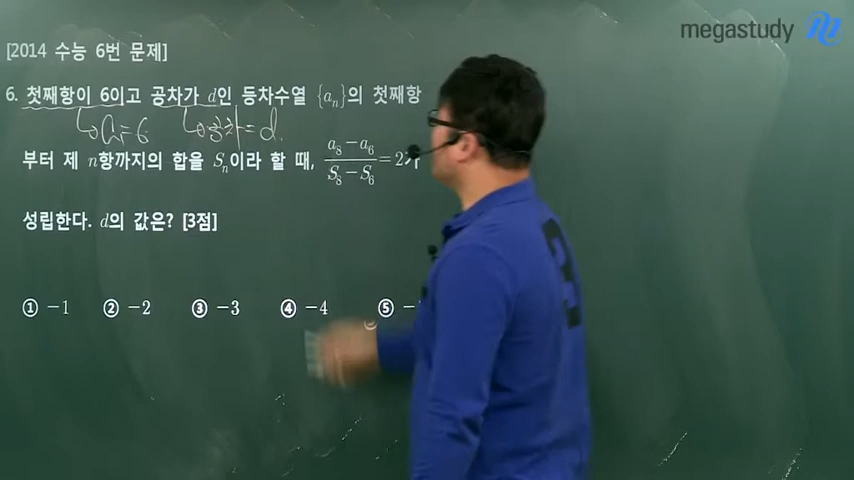 megastudy
[2014 수능 6번 문제]
6. 첫째항이 6이고 공차가 d인 등차수열 {aₙ}의 첫째항
a₁=6 공차=d.
부터 제 n항까지의 합을 Sₙ이라 할 때, (a₈ − a₆)/(S₈ − S₆) = 2가
성립한다. d의 값은? [3점]
① −1 ② −2 ③ −3 ④ −4 ⑤ −